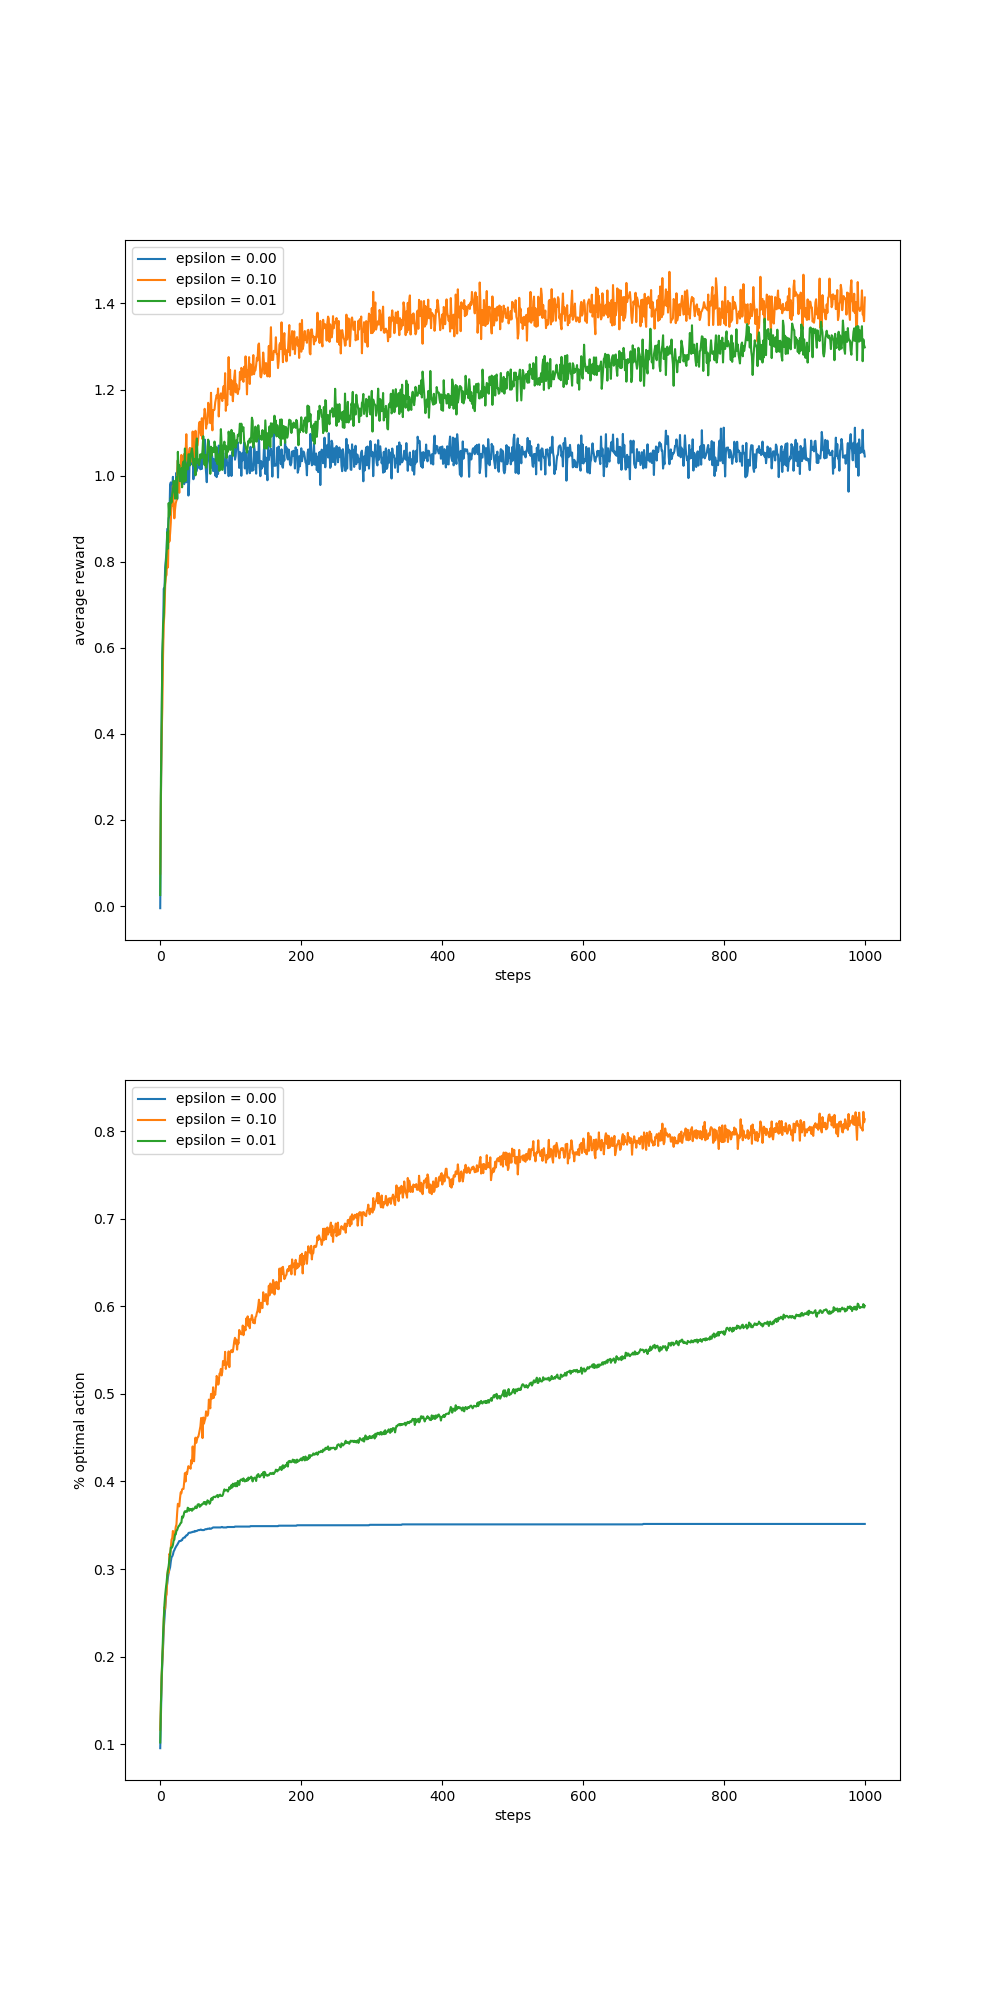 epsilon = 0.00
epsilon = 0.10
epsilon = 0.01
1.4
1.2
1.0
0.8
0.6
0.4
0.2
0.0
average reward
0 200 400 600 800 1000
steps
epsilon = 0.00
epsilon = 0.10
epsilon = 0.01
0.8
0.7
0.6
0.5
0.4
0.3
0.2
0.1
% optimal action
0 200 400 600 800 1000
steps